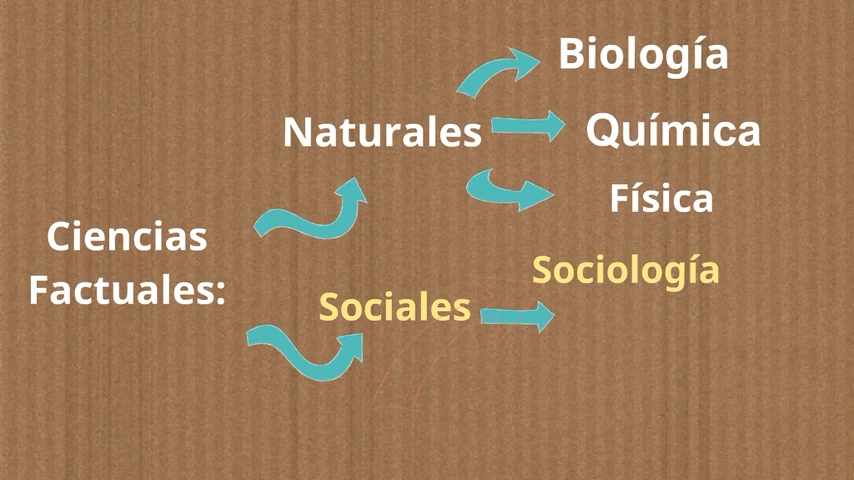 Biología
Naturales
Química
Física
Ciencias
Factuales:
Sociología
Sociales